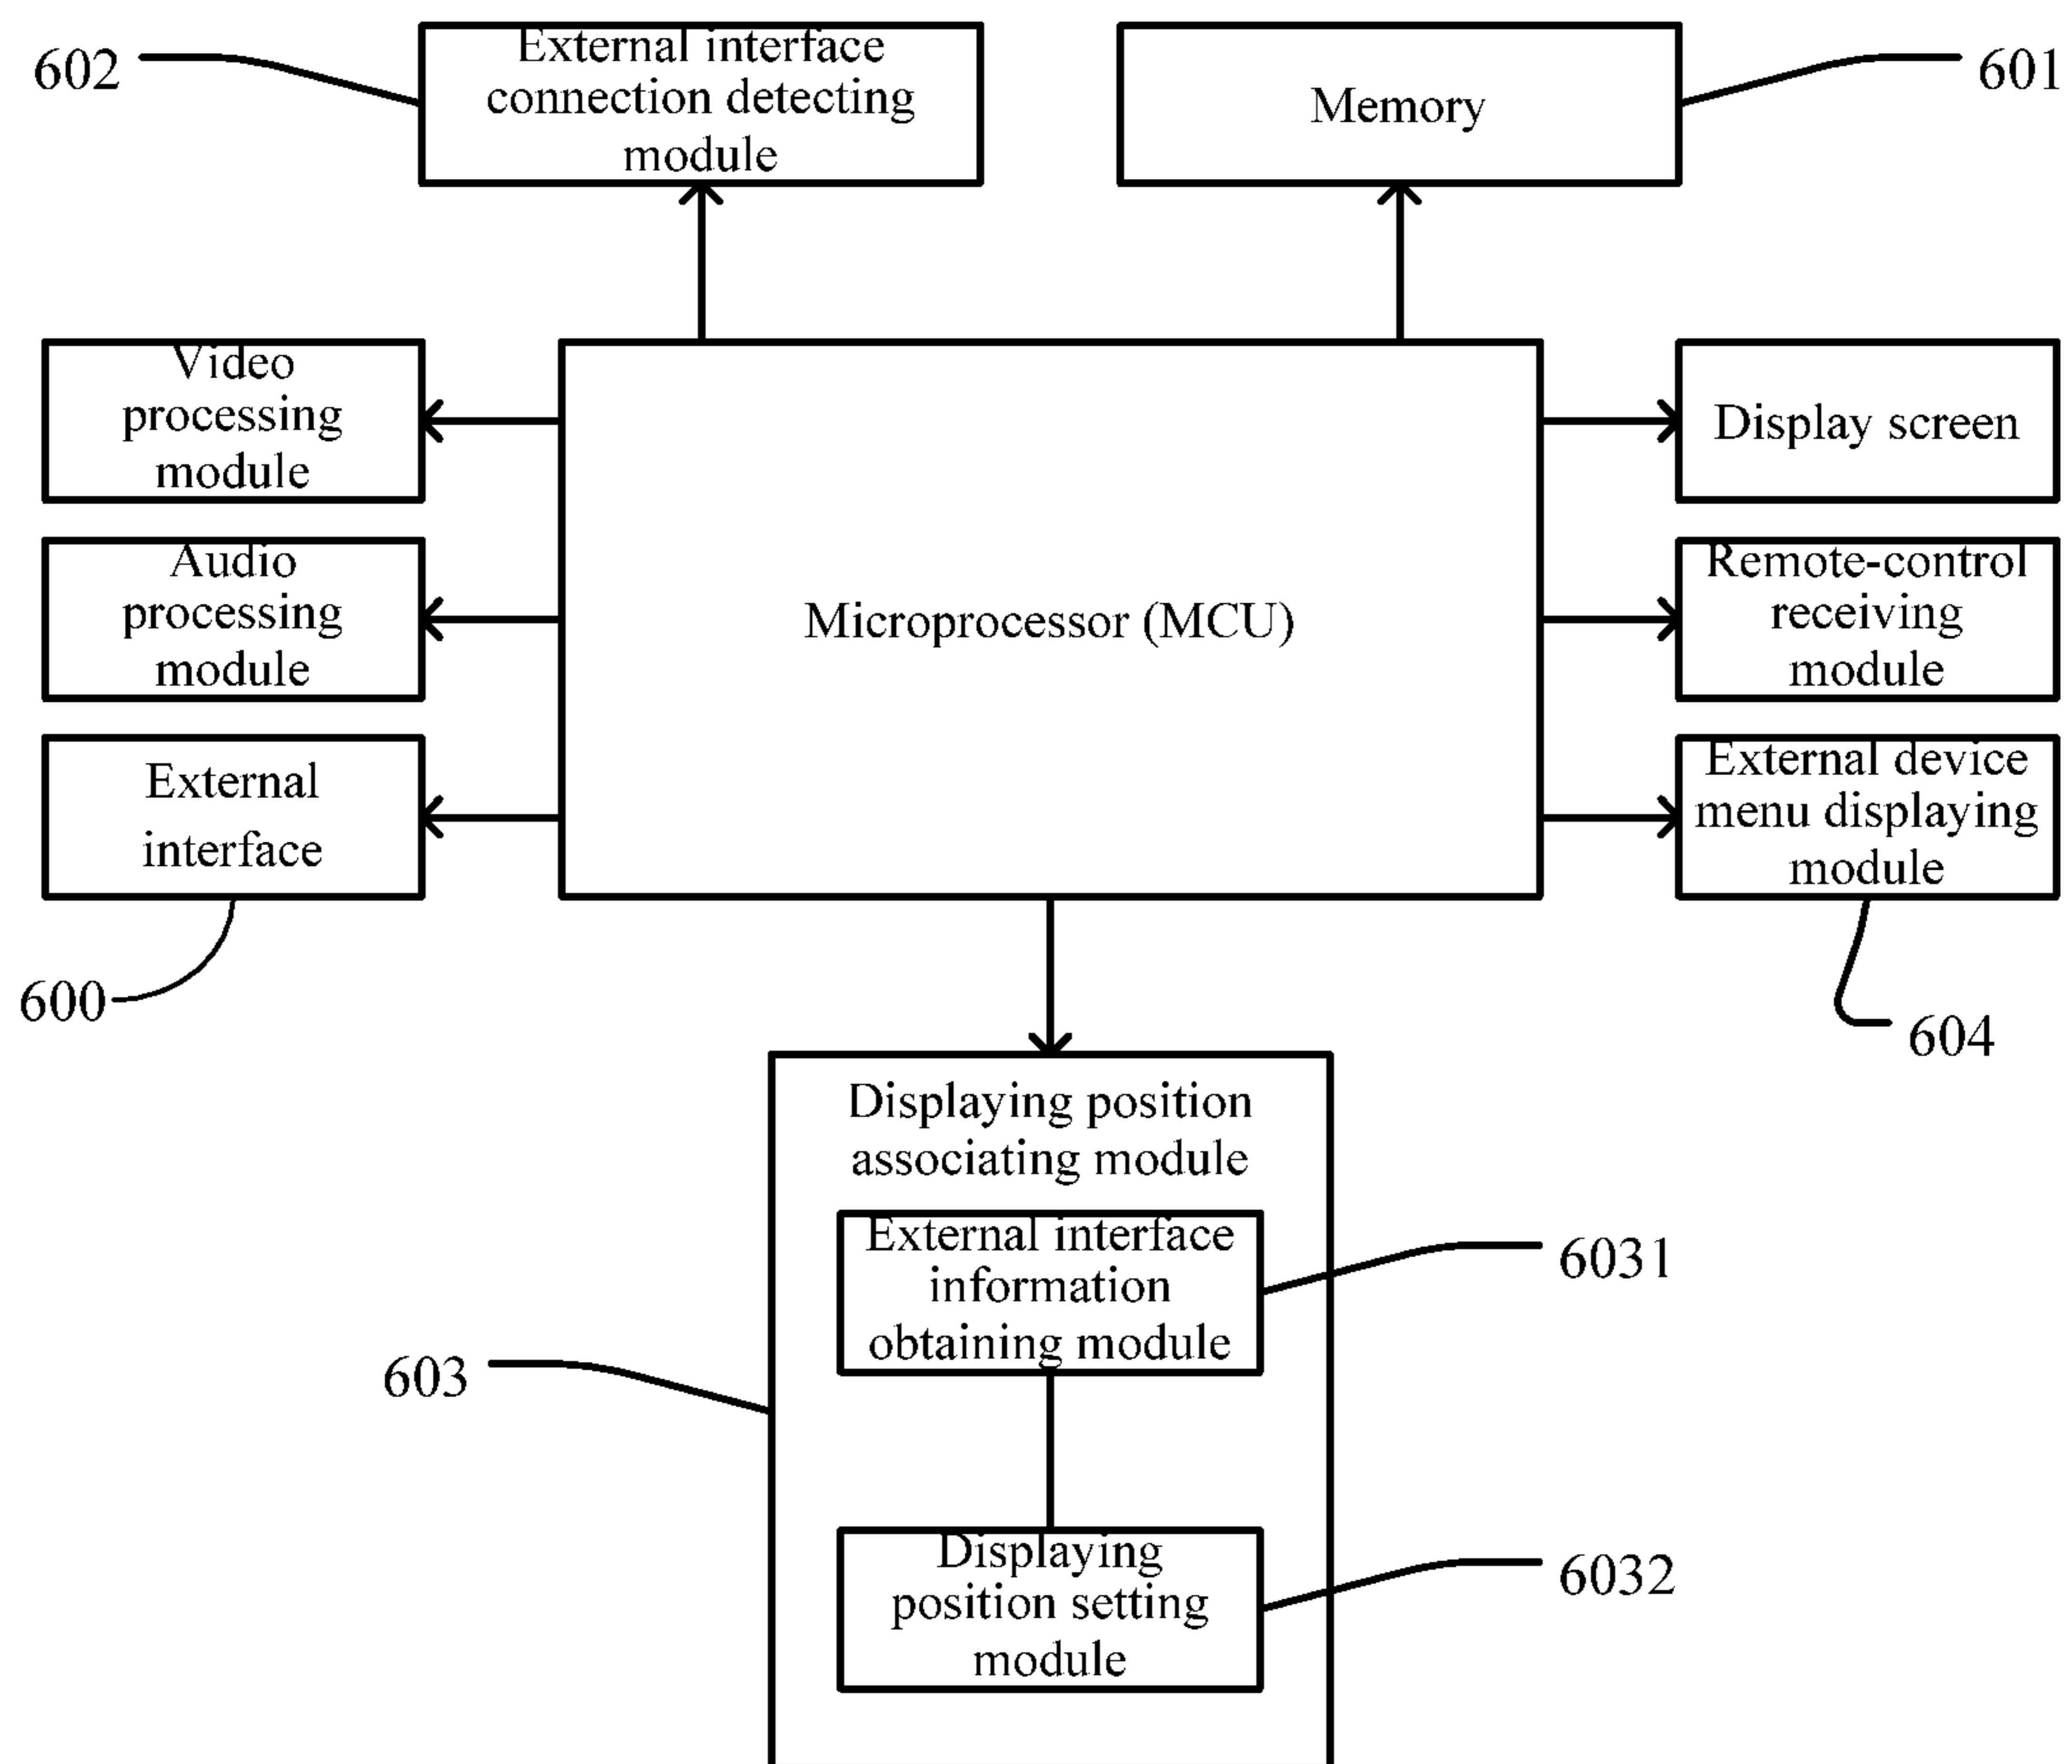 602
External interface
connection detecting
module
Memory
601
Video
processing
module
Display screen
Audio
processing
module
Microprocessor (MCU)
Remote-control
receiving
module
External
interface
External device
menu displaying
module
600
604
Displaying position
associating module
External interface
information
obtaining module
6031
603
Displaying
position setting
module
6032